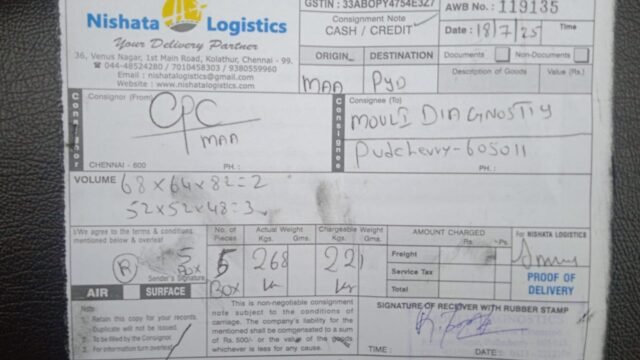 Nishata Logistics
Your Delivery Partner
36, Venus Nagar, 1st Main Road, Kolathur, Chennai - 99.
☎ 044-48524280 / 7010458303 / 9380559960
Email : nishatalogistics@gmail.com
Website : www.nishatalogistics.com
GSTIN : 33ABOPY4754E3Z7
Consignment Note
CASH / CREDIT
AWB No.: 119135
Date : 18/7/25 Time
ORIGIN DESTINATION
MAA PYD
Documents Non-Documents
Description of Goods Value (Rs.)
Consignor
Consignor (From)
CPC
MAA
CHENNAI - 600 PH. :
Consignee
Consignee (To)
MOULI DIAGNOSTIY
Pudcherry-605011
PH. :
VOLUME 68×64×82=2
52×52×48=3
I/We agree to the terms & conditions
mentioned below & overleaf
R 5 BOX
Sender's Signature
AIR SURFACE
No. of Pieces
5
BOX
Actual Weight
Kgs. Gms.
268
Chargeable Weight
Kgs. Gms.
221
AMOUNT CHARGED
Rs. Ps.
Freight
Service Tax
Total
For NISHATA LOGISTICS
PROOF OF
DELIVERY
Note:
1. Retain this copy for your records.
Duplicate will not be issued.
2. To be filled by the Consignor.
3. For information turn overleaf
This is non-negotiable consignment
note subject to the conditions of
carriage. The company's liability for
mentioned shall be compensated to a sum
of Rs. 500/- or the value of the goods
whichever is less for any cause.
SIGNATURE OF RECEIVER WITH RUBBER STAMP
TIME : DATE :